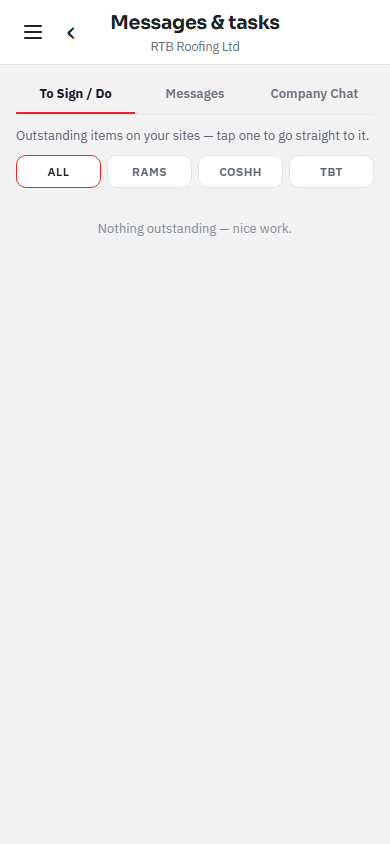 Messages & tasks
RTB Roofing Ltd
To Sign / Do
Messages
Company Chat
Outstanding items on your sites — tap one to go straight to it.
ALL
RAMS
COSHH
TBT
Nothing outstanding — nice work.